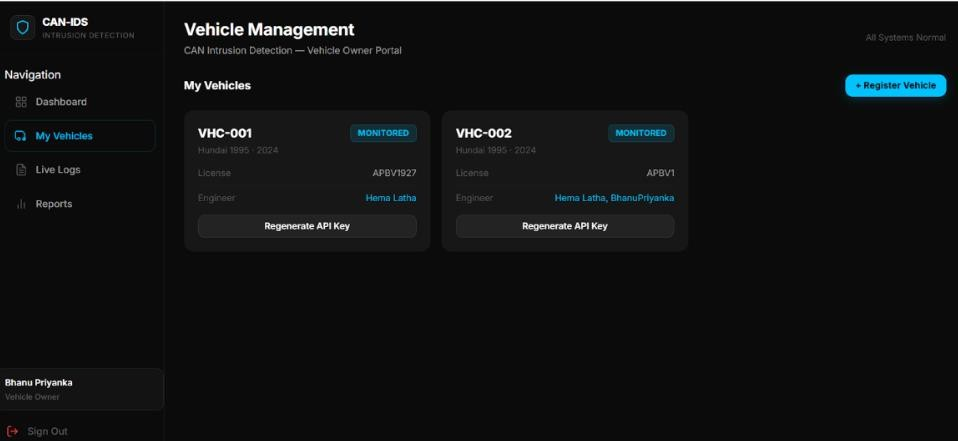 CAN-IDS
INTRUSION DETECTION
Navigation
Dashboard
My Vehicles
Live Logs
Reports
Bhanu Priyanka
Vehicle Owner
Sign Out
Vehicle Management
CAN Intrusion Detection — Vehicle Owner Portal
All Systems Normal
My Vehicles
+ Register Vehicle
VHC-001 MONITORED
Hundai 1995 · 2024
License APBV1927
Engineer Hema Latha
Regenerate API Key
VHC-002 MONITORED
Hundai 1995 · 2024
License APBV1
Engineer Hema Latha, BhanuPriyanka
Regenerate API Key